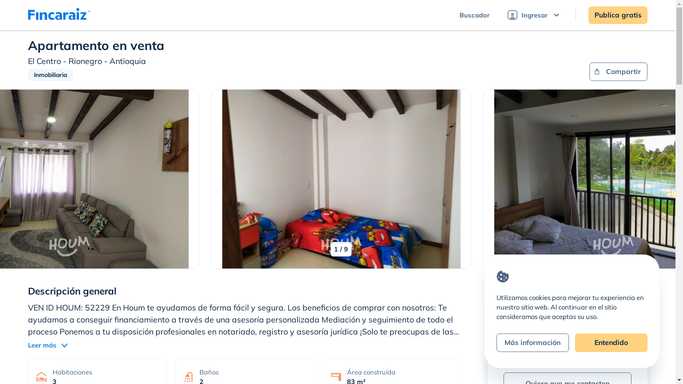 Fincaraiz
Buscador
Ingresar
Publica gratis
Apartamento en venta
El Centro - Rionegro - Antioquia
Inmobiliaria
Compartir
HOUM
HOUM
HOUM
1 / 9
Descripción general
VEN ID HOUM: 52229 En Houm te ayudamos de forma fácil y segura. Los beneficios de comprar con nosotros: Te
ayudamos a conseguir financiamiento a través de una asesoría personalizada Mediación y seguimiento de todo el
proceso Ponemos a tu disposición profesionales en notariado, registro y asesoría jurídica ¡Solo te preocupas de las...
Leer más
Habitaciones
3
Baños
2
Área construida
83 m²
Utilizamos cookies para mejorar tu experiencia en
nuestro sitio web. Al continuar en el sitio
consideramos que aceptas su uso.
Más información
Entendido
Quiero que me contacten